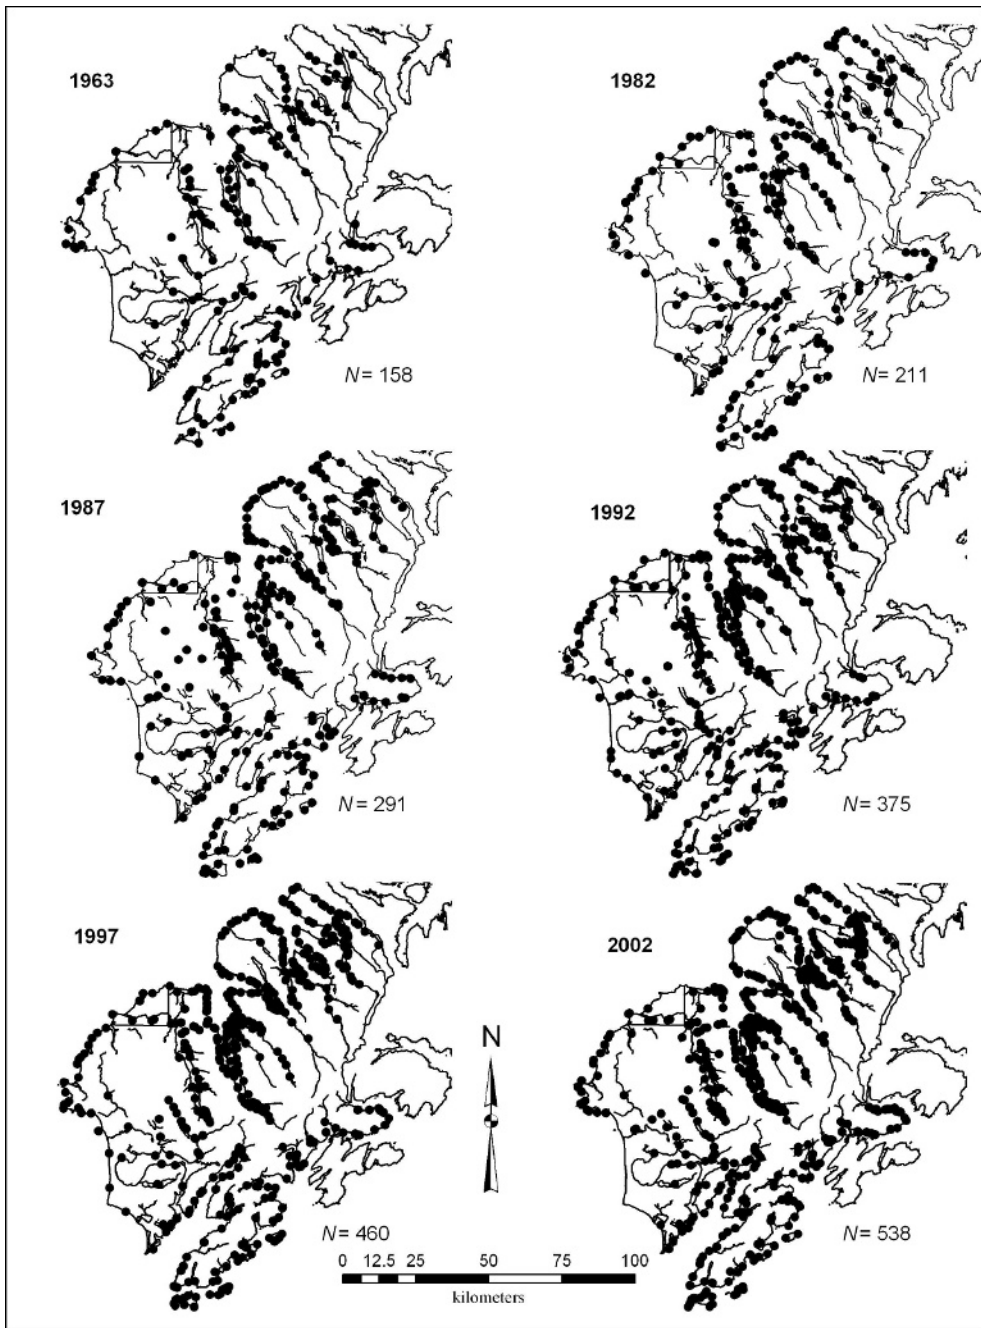 1963
N= 158
1982
N= 211
1987
N= 291
1992
N= 375
1997
N= 460
2002
N= 538
N
0 12.5 25 50 75 100
kilometers